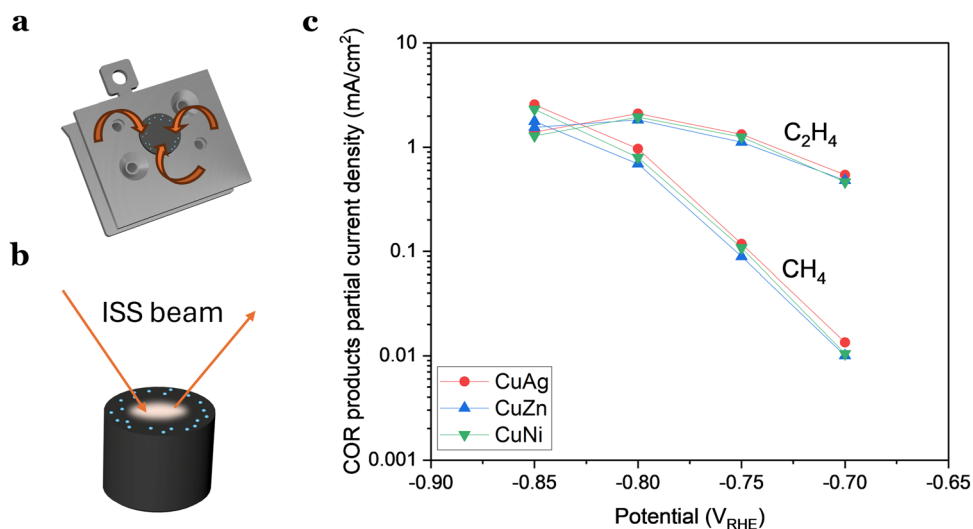 a
b
ISS beam
c
COR products partial current density (mA/cm²)
10
1
0.1
0.01
0.001
C₂H₄
CH₄
CuAg
CuZn
CuNi
-0.90
-0.85
-0.80
-0.75
-0.70
-0.65
Potential (V_RHE)